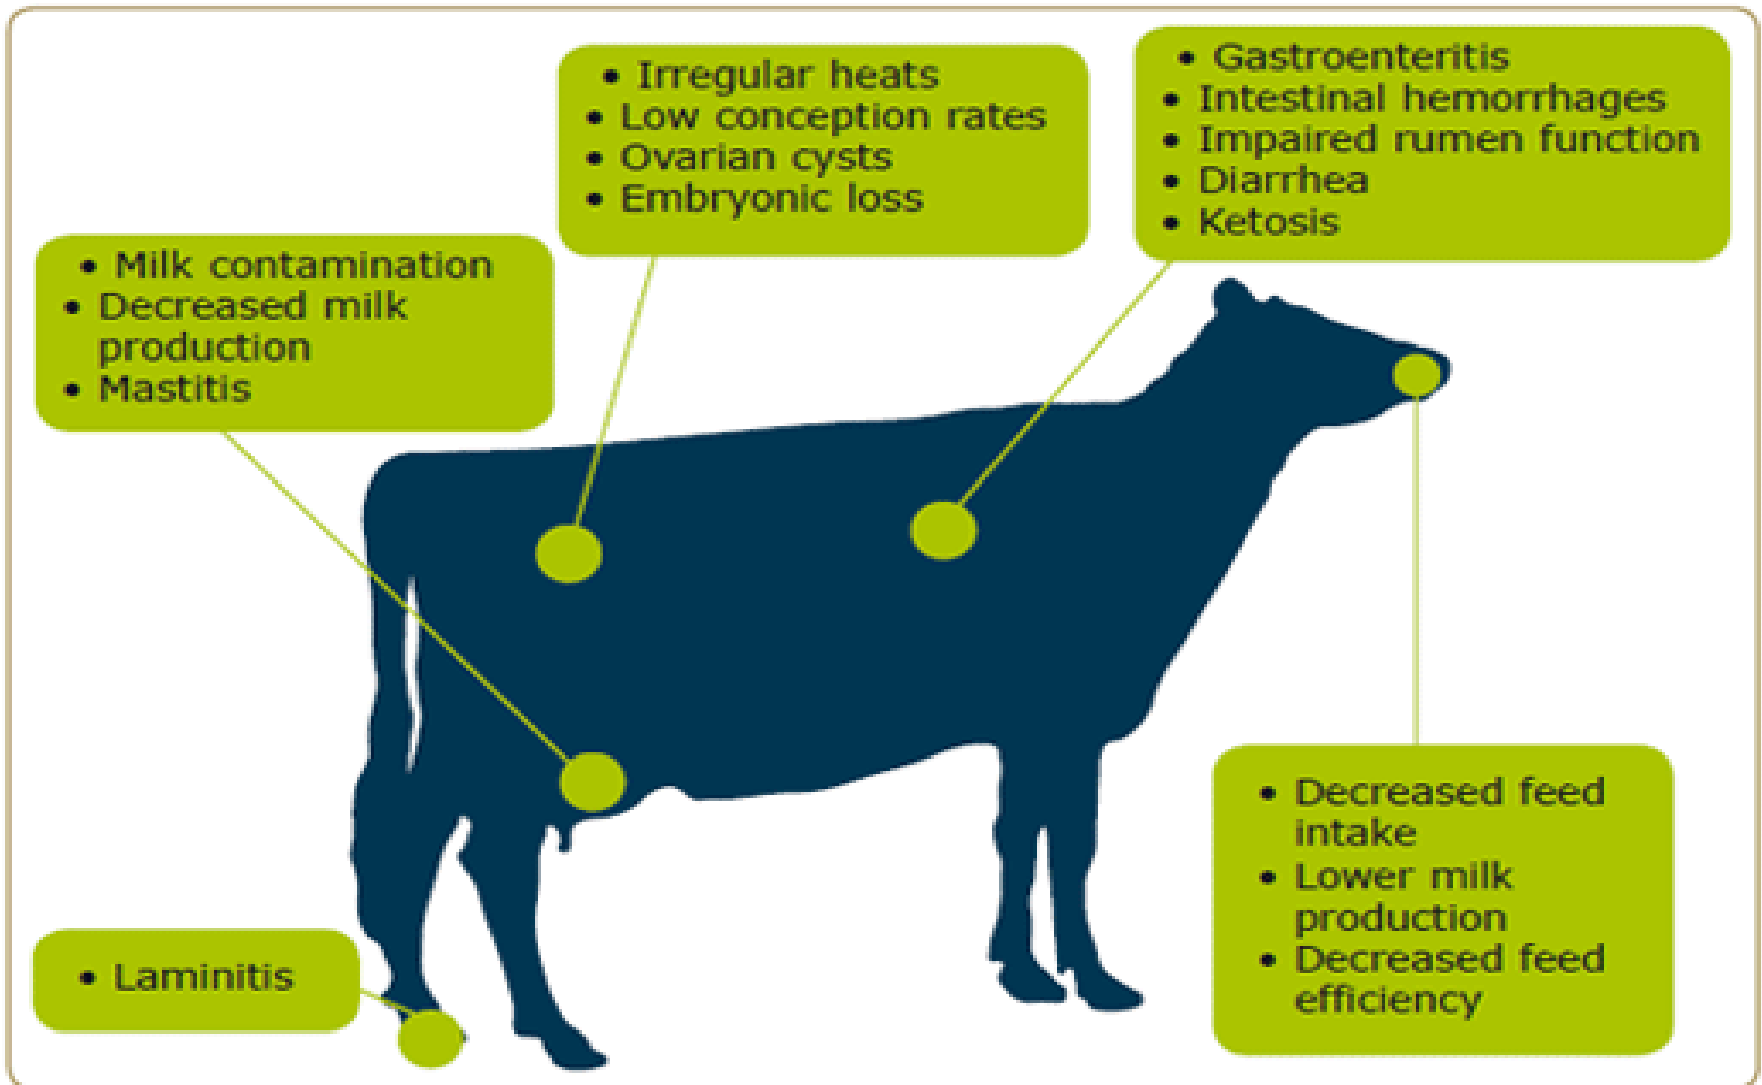 • Irregular heats
• Low conception rates
• Ovarian cysts
• Embryonic loss
• Gastroenteritis
• Intestinal hemorrhages
• Impaired rumen function
• Diarrhea
• Ketosis
• Milk contamination
• Decreased milk
production
• Mastitis
• Laminitis
• Decreased feed
intake
• Lower milk
production
• Decreased feed
efficiency